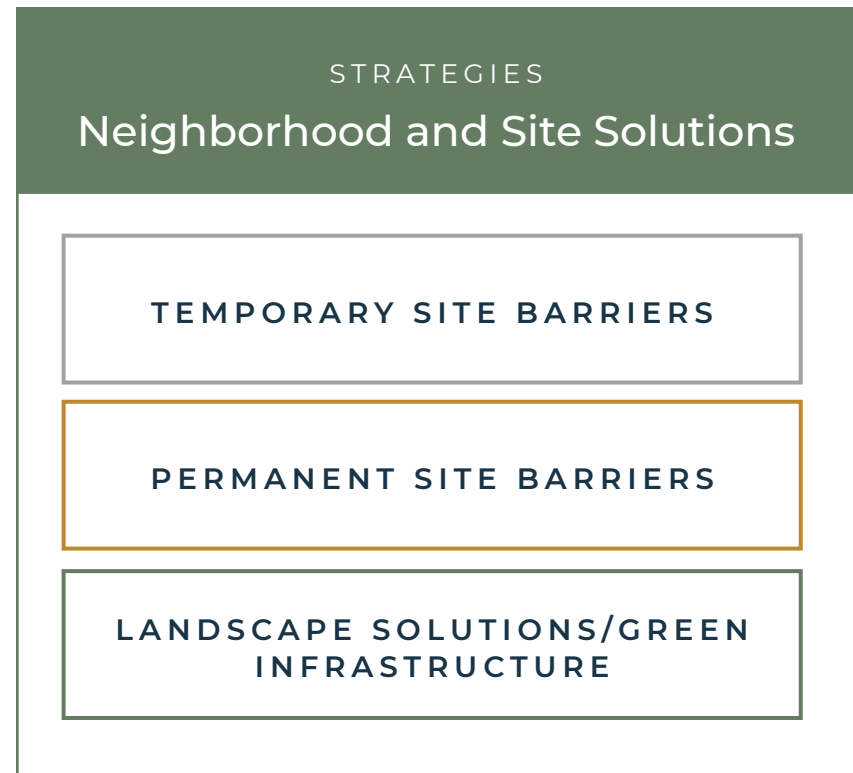 STRATEGIES
Neighborhood and Site Solutions
TEMPORARY SITE BARRIERS
PERMANENT SITE BARRIERS
LANDSCAPE SOLUTIONS/GREEN
INFRASTRUCTURE